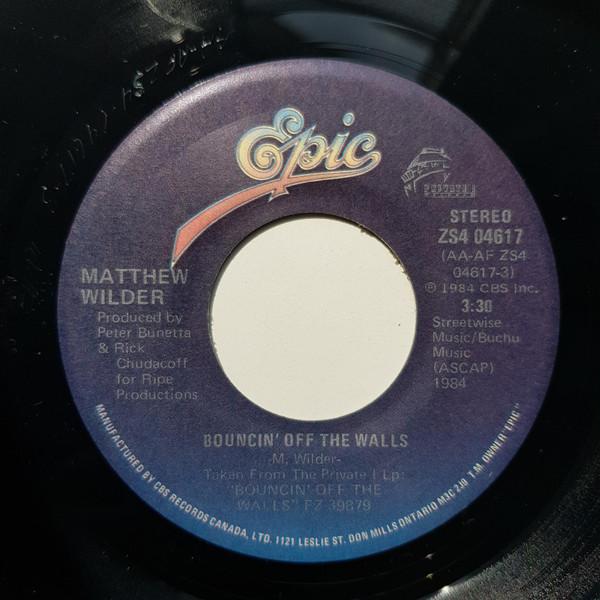 Epic
STEREO
ZS4 04617
(AA-AF ZS4
04617-3)
℗ 1984 CBS Inc.
3:30
Streetwise
Music/Buchu
Music
(ASCAP)
1984
MATTHEW
WILDER
Produced by
Peter Bunetta
& Rick
Chudacoff
for Ripe
Productions
BOUNCIN' OFF THE WALLS
-M. Wilder-
Taken From The Private I Lp:
"BOUNCIN' OFF THE
WALLS" FZ 39879
MANUFACTURED BY CBS RECORDS CANADA, LTD. 1121 LESLIE ST. DON MILLS ONTARIO M3C 2J9 T.M. OWNER "EPIC"